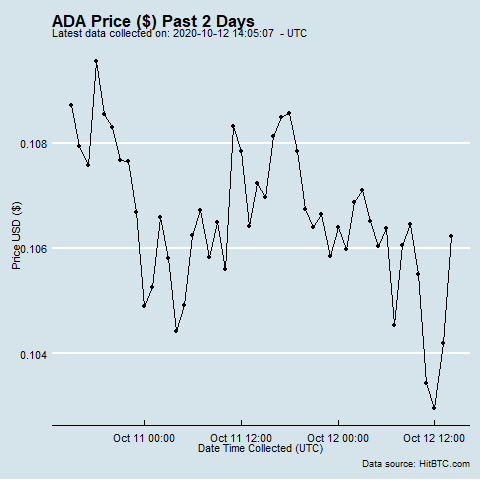 ADA Price ($) Past 2 Days
Latest data collected on: 2020-10-12 14:05:07 - UTC
0.108
0.106
0.104
Price USD ($)
Oct 11 00:00
Oct 11 12:00
Oct 12 00:00
Oct 12 12:00
Date Time Collected (UTC)
Data source: HitBTC.com